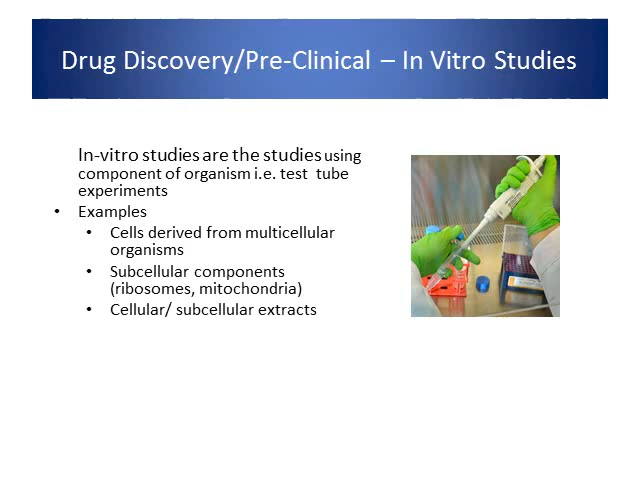 Drug Discovery/Pre-Clinical – In Vitro Studies
In-vitro studies are the studies using
component of organism i.e. test tube
experiments
• Examples
• Cells derived from multicellular
organisms
• Subcellular components
(ribosomes, mitochondria)
• Cellular/ subcellular extracts